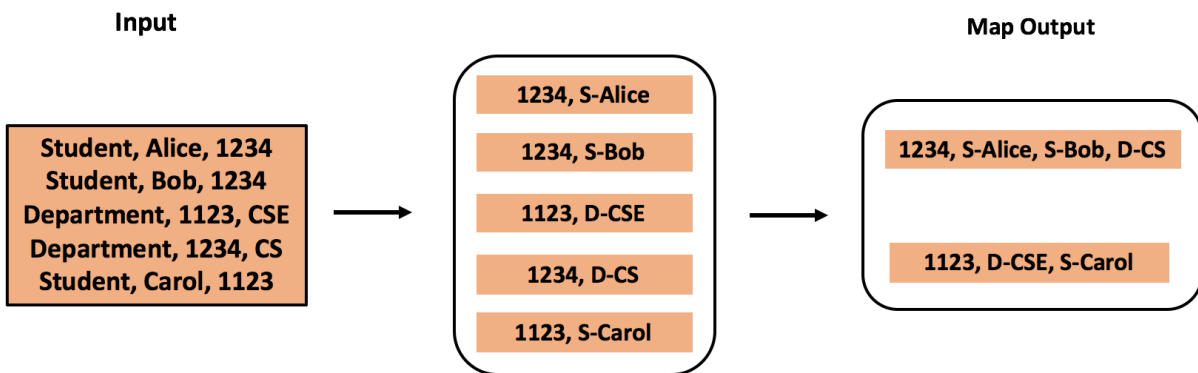 Input
Student, Alice, 1234
Student, Bob, 1234
Department, 1123, CSE
Department, 1234, CS
Student, Carol, 1123
1234, S-Alice
1234, S-Bob
1123, D-CSE
1234, D-CS
1123, S-Carol
Map Output
1234, S-Alice, S-Bob, D-CS
1123, D-CSE, S-Carol